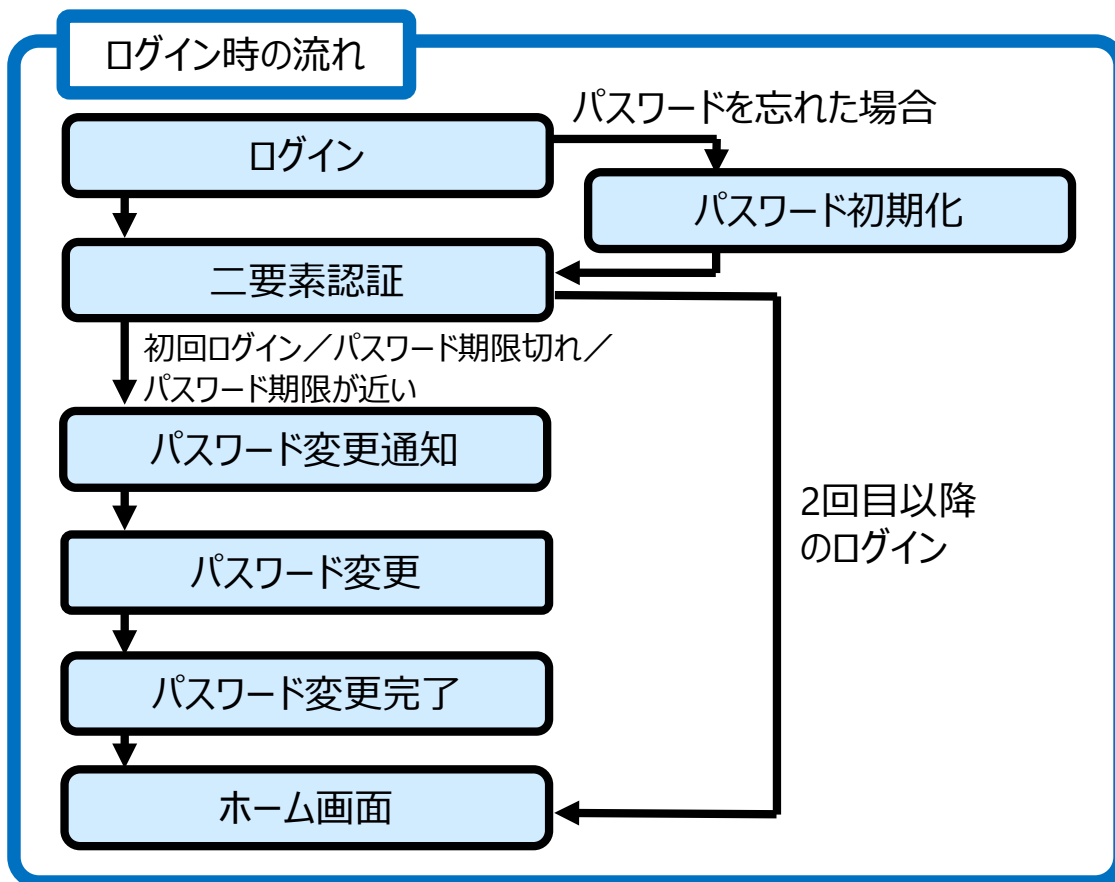 ログイン時の流れ
パスワードを忘れた場合
ログイン
パスワード初期化
二要素認証
初回ログイン／パスワード期限切れ／
パスワード期限が近い
パスワード変更通知
2回目以降
のログイン
パスワード変更
パスワード変更完了
ホーム画面